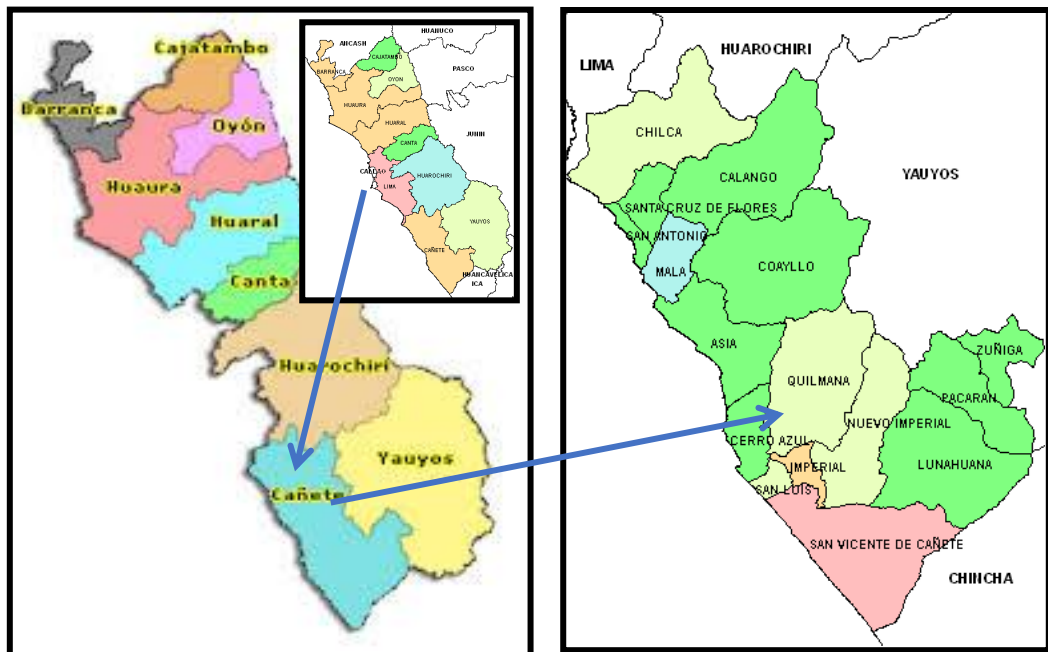 Cajatambo
Barranca
Oyón
Huaura
Huaral
Canta
Huarochirí
Yauyos
Cañete
HUANUCO
ANCASH
CAJATAMBO
PASCO
BARRANCA
OYON
HUAURA
HUARAL
JUNIN
CANTA
CALLAO
HUAROCHIRI
LIMA
YAUYOS
CAÑETE
HUANCAVELICA
ICA
HUAROCHIRI
LIMA
CHILCA
YAUYOS
CALANGO
SANTA CRUZ DE FLORES
SAN ANTONIO
COAYLLO
MALA
ASIA
ZUÑIGA
QUILMANA
PACARAN
NUEVO IMPERIAL
CERRO AZUL
IMPERIAL
LUNAHUANA
SAN LUIS
SAN VICENTE DE CAÑETE
CHINCHA